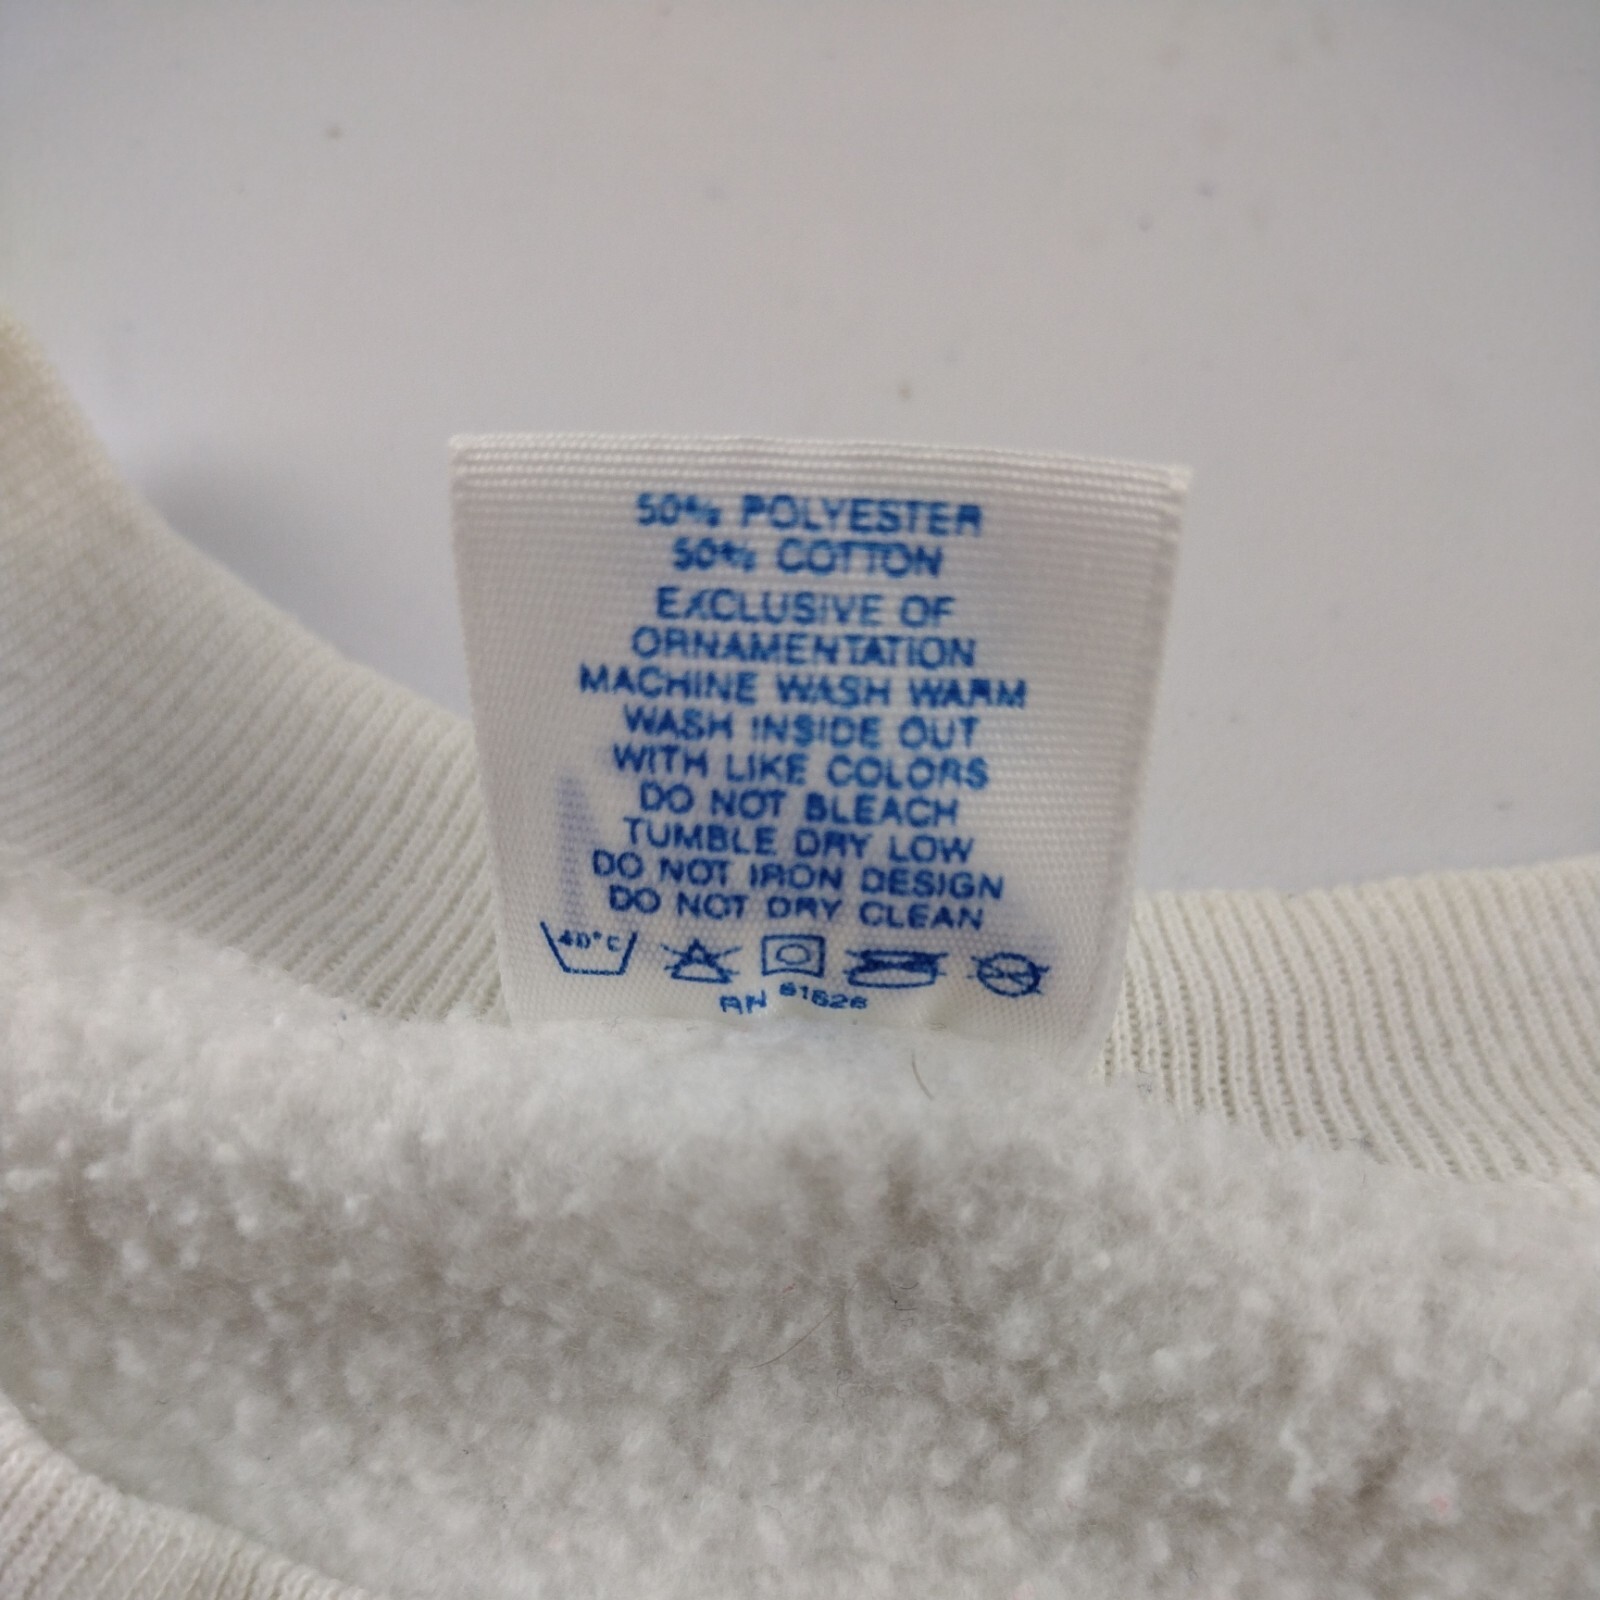 50% POLYESTER
50% COTTON
EXCLUSIVE OF
ORNAMENTATION
MACHINE WASH WARM
WASH INSIDE OUT
WITH LIKE COLORS
DO NOT BLEACH
TUMBLE DRY LOW
DO NOT IRON DESIGN
DO NOT DRY CLEAN
40°C
RN